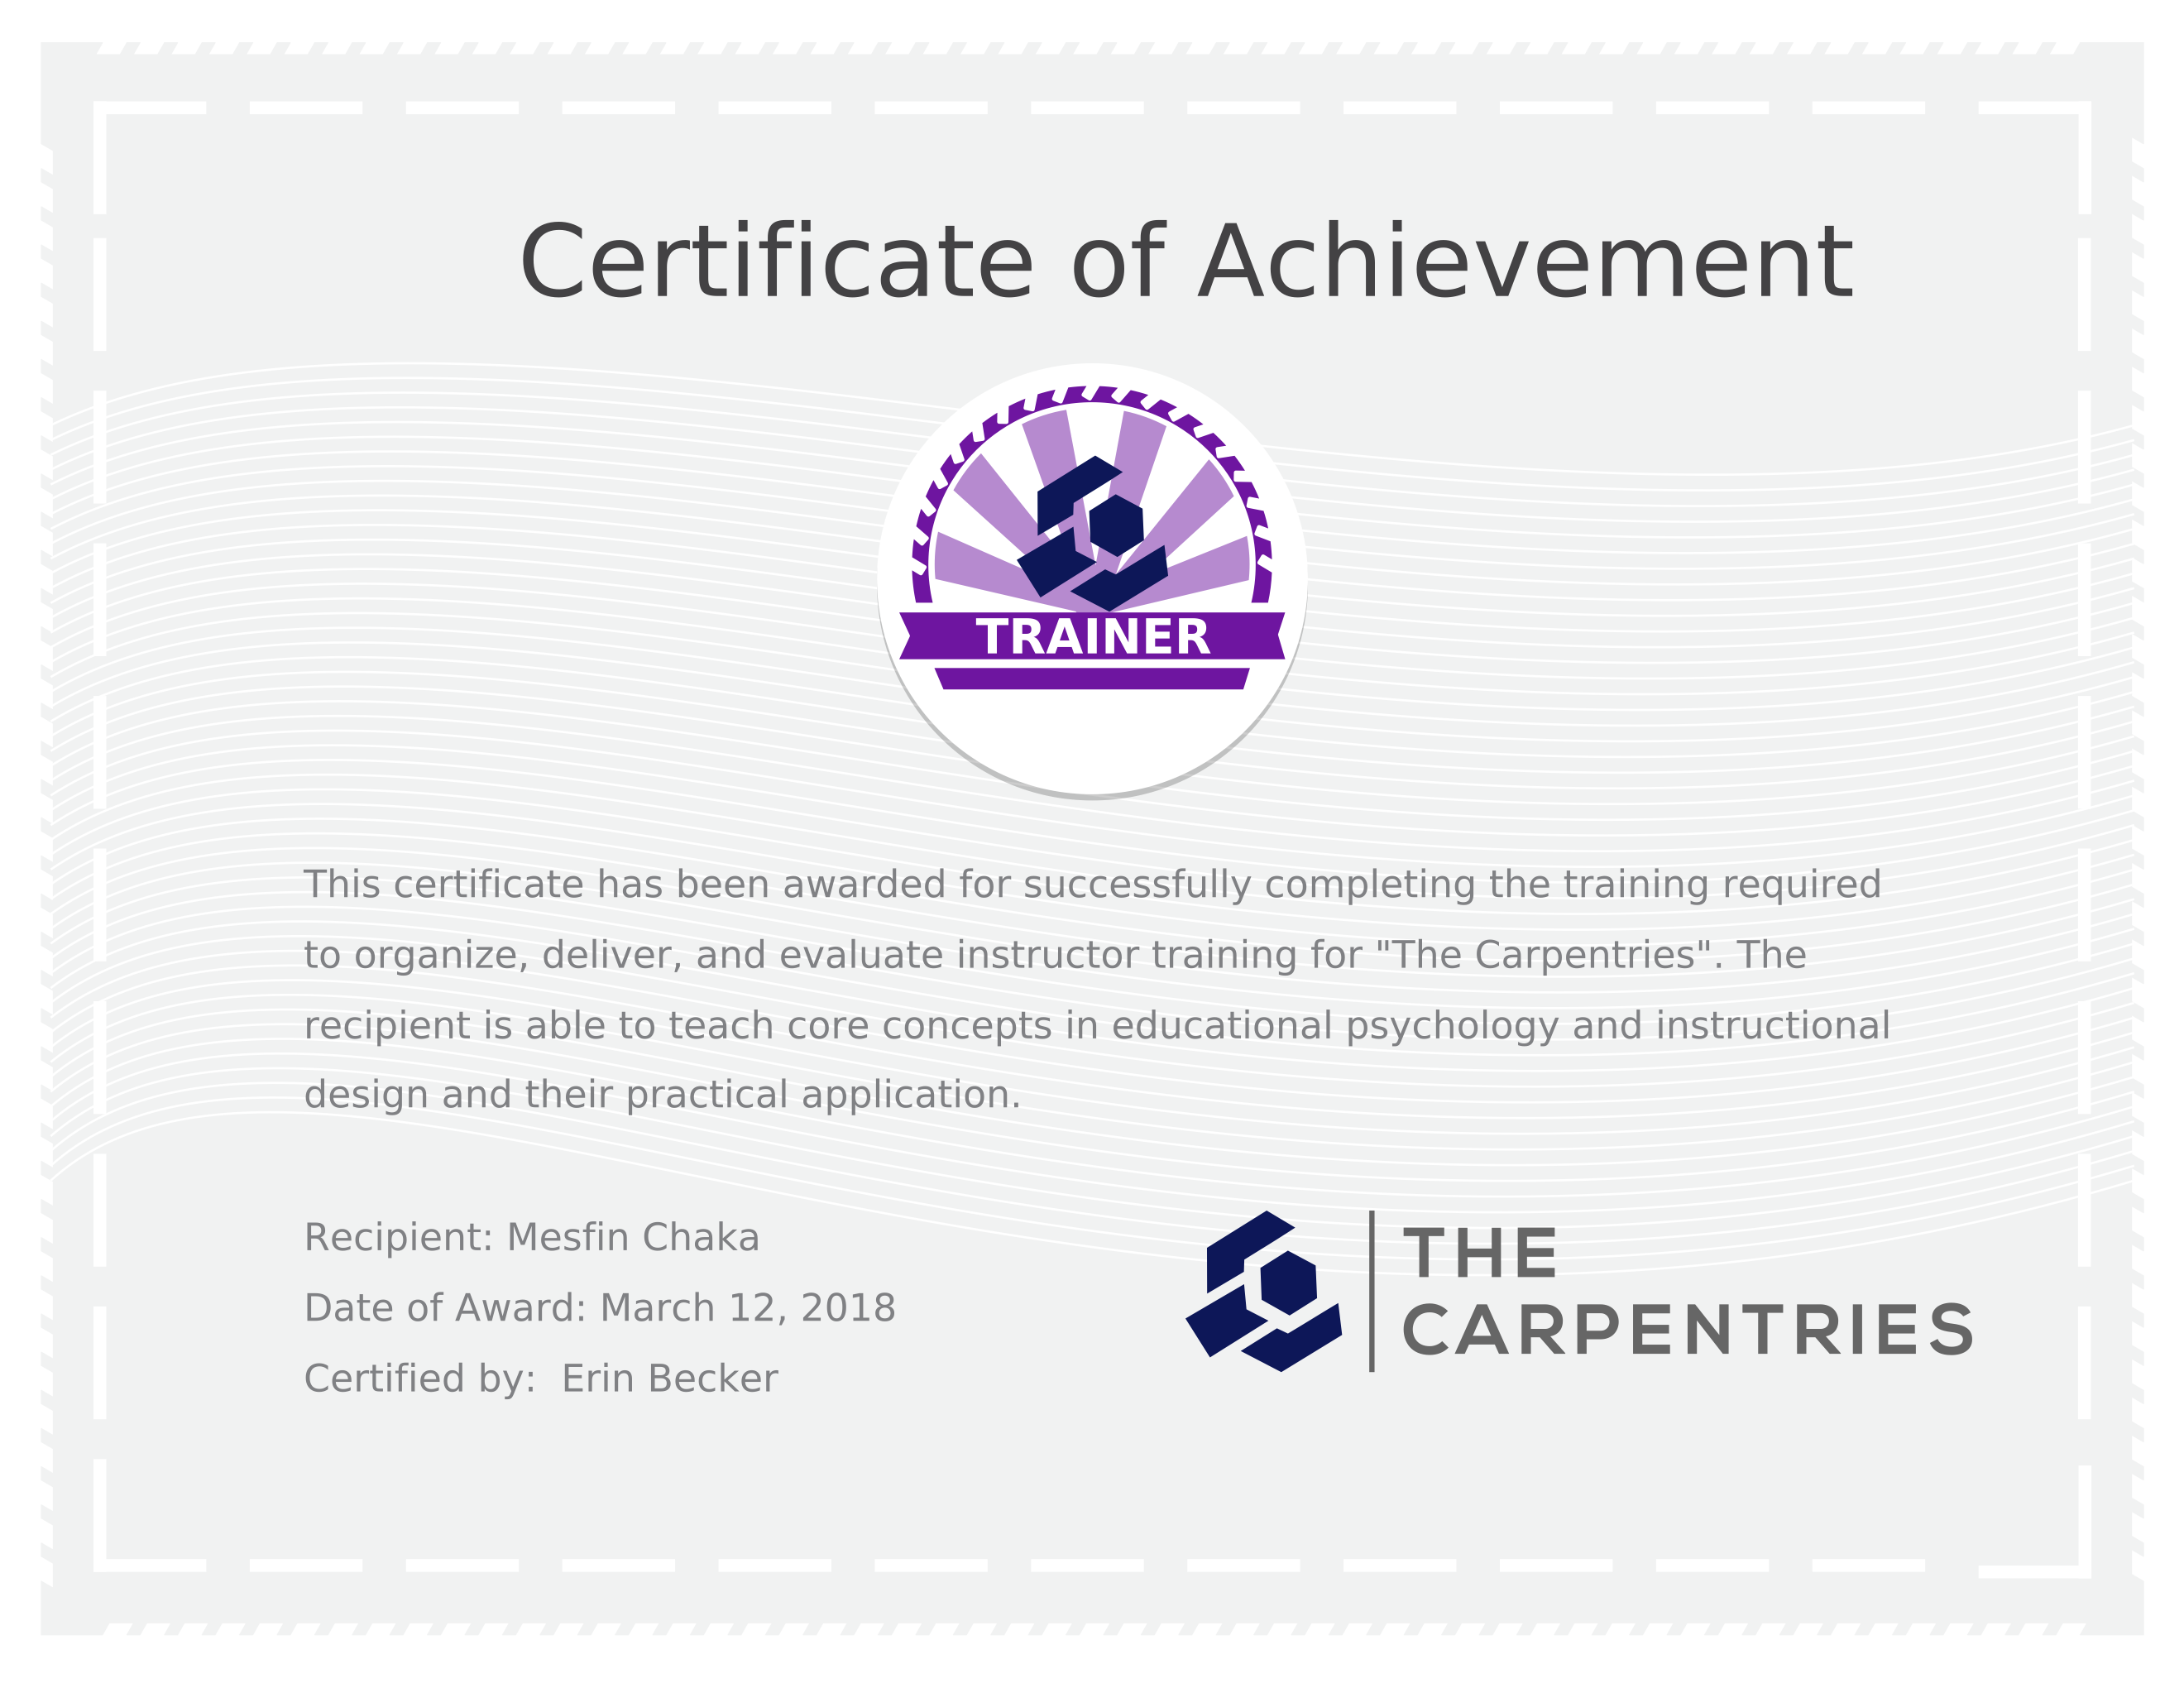 Certificate of Achievement
TRAINER
This certificate has been awarded for successfully completing the training required
to organize, deliver, and evaluate instructor training for "The Carpentries". The
recipient is able to teach core concepts in educational psychology and instructional
design and their practical application.
Recipient: Mesfin Chaka
Date of Award: March 12, 2018
Certified by:  Erin Becker
THE
CARPENTRIES